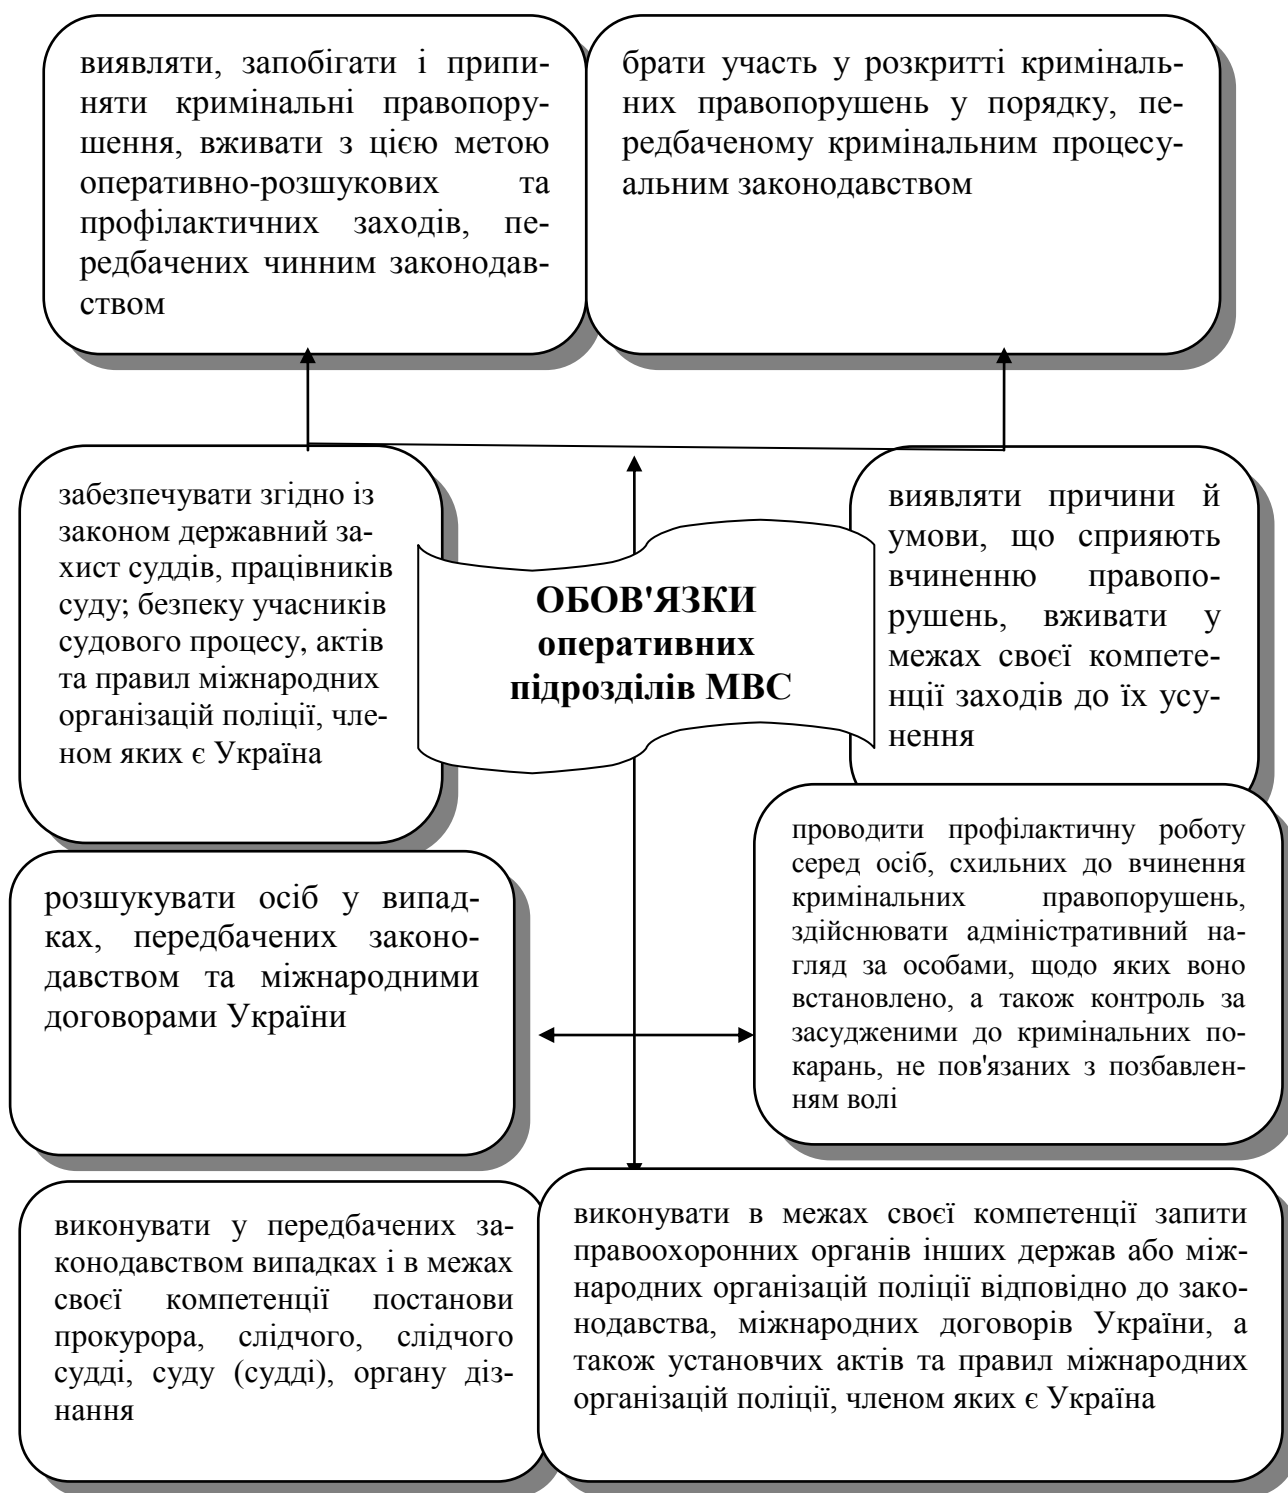 виявляти, запобігати і припи-
няти кримінальні правопору-
шення, вживати з цією метою
оперативно-розшукових та
профілактичних заходів, пе-
редбачених чинним законодав-
ством
брати участь у розкритті криміналь-
них правопорушень у порядку, пе-
редбаченому кримінальним процесу-
альним законодавством
забезпечувати згідно із
законом державний за-
хист суддів, працівників
суду; безпеку учасників
судового процесу, актів
та правил міжнародних
організацій поліції, чле-
ном яких є Україна
ОБОВ'ЯЗКИ
оперативних
підрозділів МВС
виявляти причини й
умови, що сприяють
вчиненню правопо-
рушень, вживати у
межах своєї компете-
нції заходів до їх усу-
нення
розшукувати осіб у випад-
ках, передбачених законо-
давством та міжнародними
договорами України
проводити профілактичну роботу
серед осіб, схильних до вчинення
кримінальних правопорушень,
здійснювати адміністративний на-
гляд за особами, щодо яких воно
встановлено, а також контроль за
засудженими до кримінальних по-
карань, не пов'язаних з позбавлен-
ням волі
виконувати у передбачених за-
конодавством випадках і в межах
своєї компетенції постанови
прокурора, слідчого, слідчого
судді, суду (судді), органу діз-
нання
виконувати в межах своєї компетенції запити
правоохоронних органів інших держав або між-
народних організацій поліції відповідно до зако-
нодавства, міжнародних договорів України, а
також установчих актів та правил міжнародних
організацій поліції, членом яких є Україна